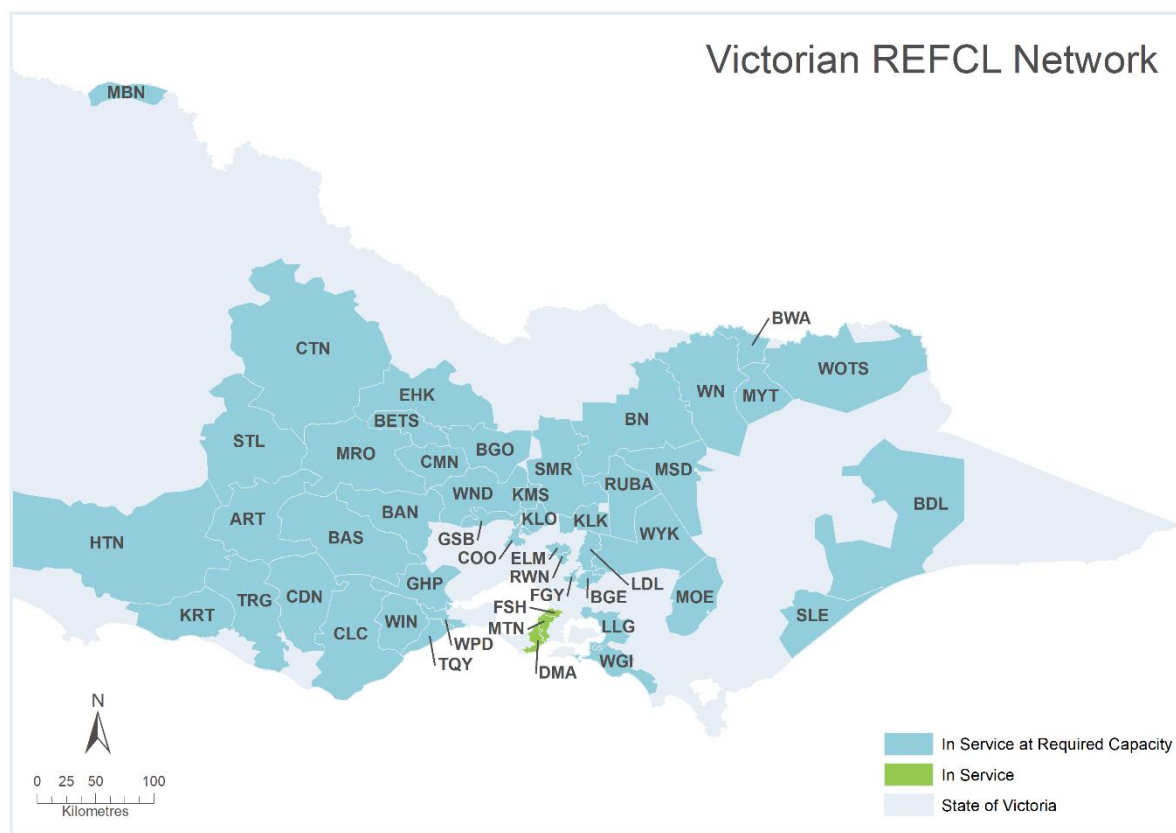 Victorian REFCL Network
MBN
BWA
CTN
WOTS
WN
MYT
EHK
BETS
BN
STL
MRO
BGO
CMN
SMR
MSD
RUBA
WND
KMS
BDL
BAN
ART
KLO
KLK
WYK
HTN
BAS
GSB
COO
ELM
RWN
LDL
GHP
FGY
BGE
MOE
TRG
CDN
FSH
KRT
WIN
MTN
LLG
SLE
CLC
WPD
TQY
WGI
DMA
N
0 25 50 100
Kilometres
In Service at Required Capacity
In Service
State of Victoria